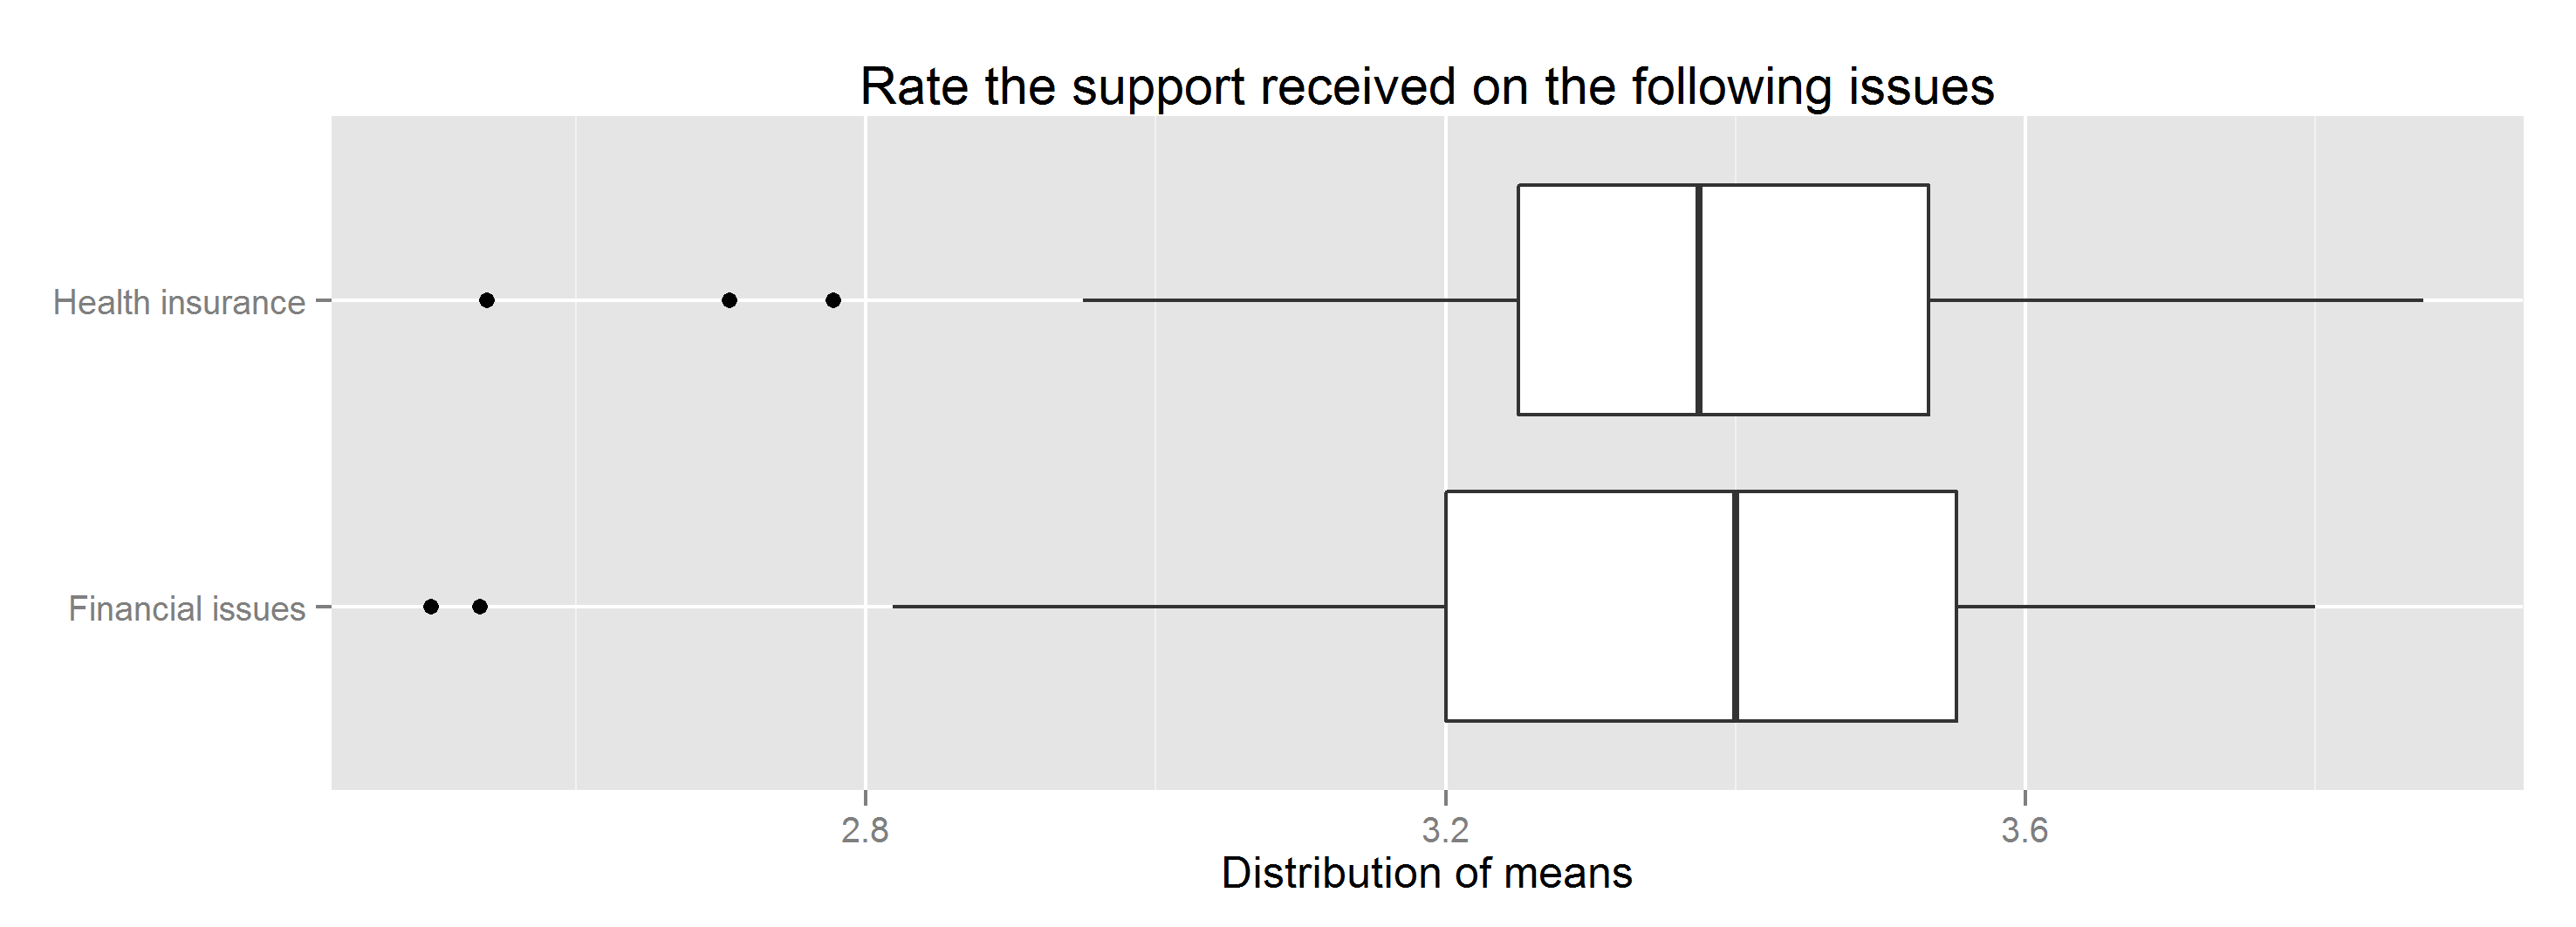 Rate the support received on the following issues
Health insurance
Financial issues
2.8 3.2 3.6
Distribution of means